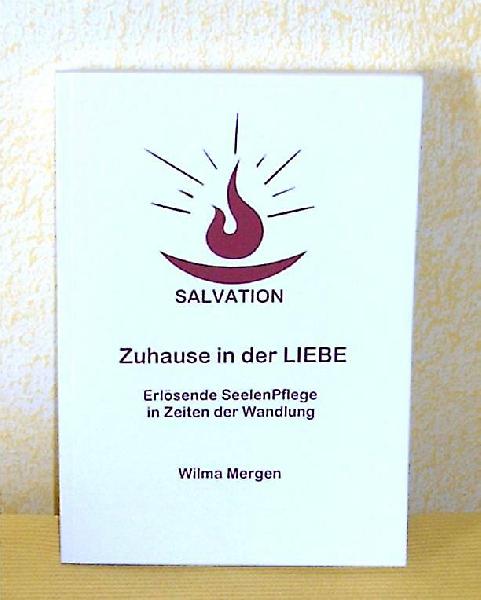 SALVATION
Zuhause in der LIEBE
Erlösende SeelenPflege
in Zeiten der Wandlung
Wilma Mergen